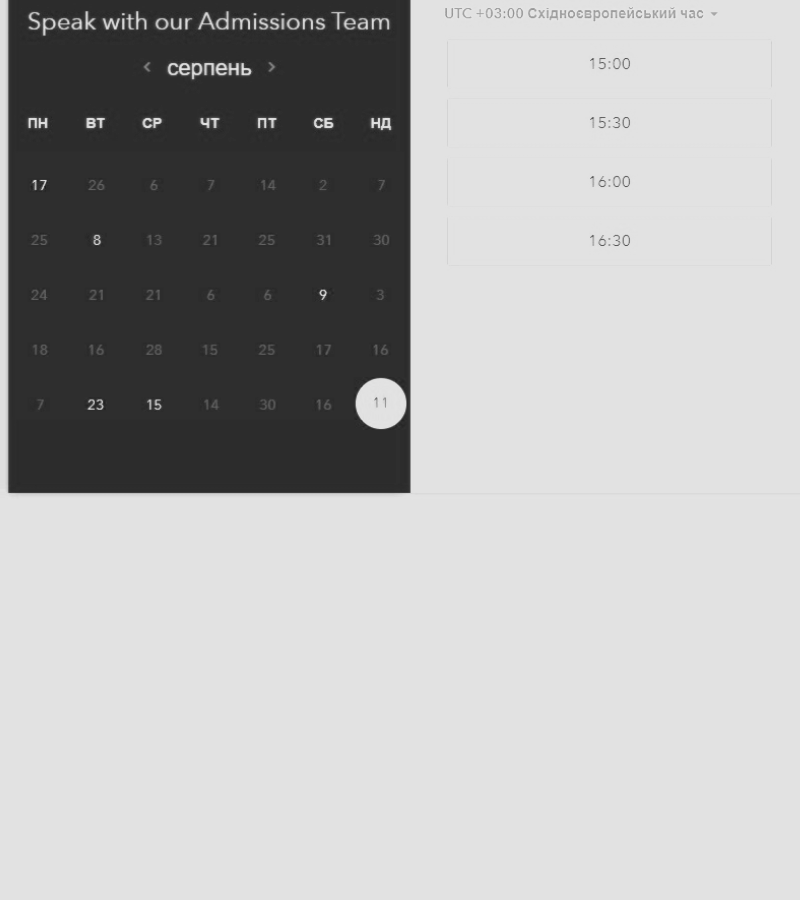 Speak with our Admissions Team
< серпень >
ПН ВТ СР ЧТ ПТ СБ НД
17 26 6 7 14 2 7
25 8 13 21 25 31 30
24 21 21 6 6 9 3
18 16 28 15 25 17 16
7 23 15 14 30 16 11
UTC +03:00 Східноєвропейський час
15:00
15:30
16:00
16:30